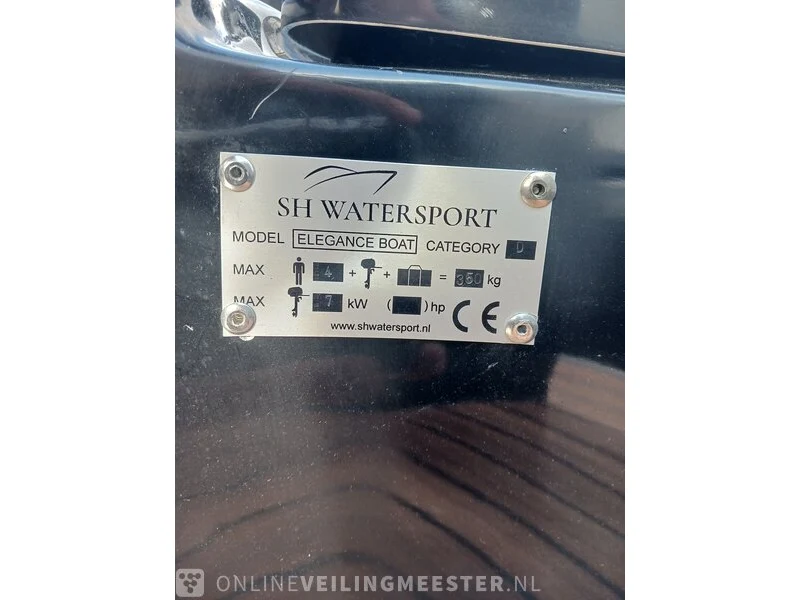 SH WATERSPORT
MODEL ELEGANCE BOAT CATEGORY D
MAX 4 + + = 350 kg
MAX 7 kW ( ) hp
www.shwatersport.nl CE
ONLINEVEILINGMEESTER.NL